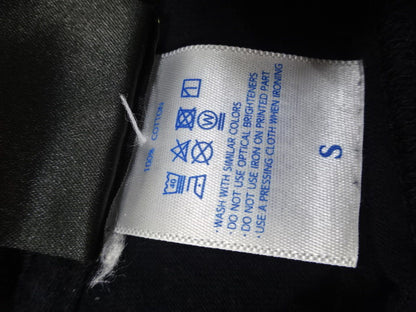 S
100% COTTON
40
W
· WASH WITH SIMILAR COLORS
· DO NOT USE OPTICAL BRIGHTENERS
· DO NOT USE IRON ON PRINTED PART
· USE A PRESSING CLOTH WHEN IRONING